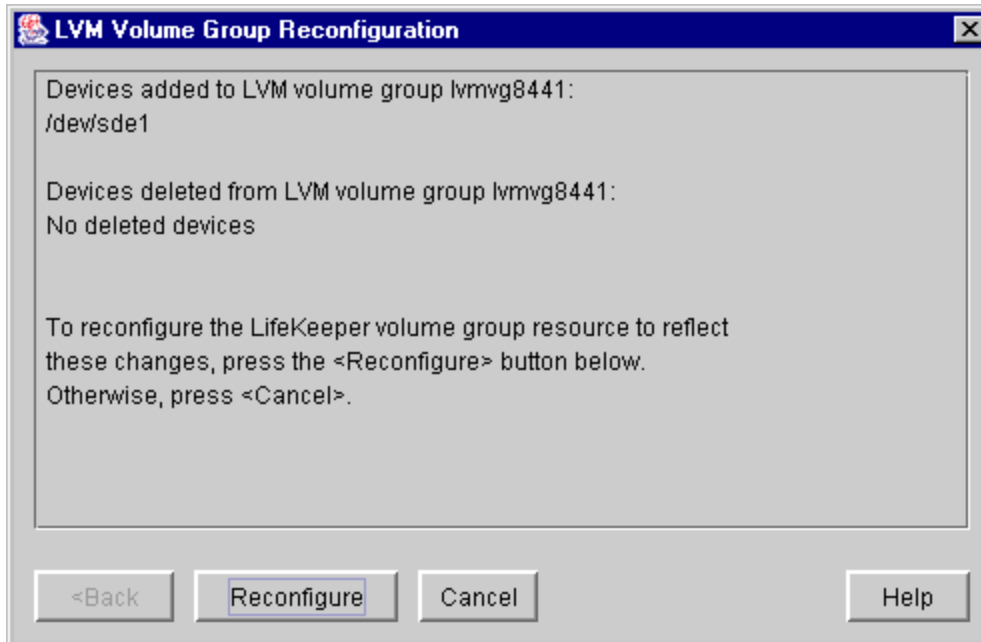 LVM Volume Group Reconfiguration
Devices added to LVM volume group lvmvg8441:
/dev/sde1
Devices deleted from LVM volume group lvmvg8441:
No deleted devices
To reconfigure the LifeKeeper volume group resource to reflect
these changes, press the <Reconfigure> button below.
Otherwise, press <Cancel>.
<Back Reconfigure Cancel Help